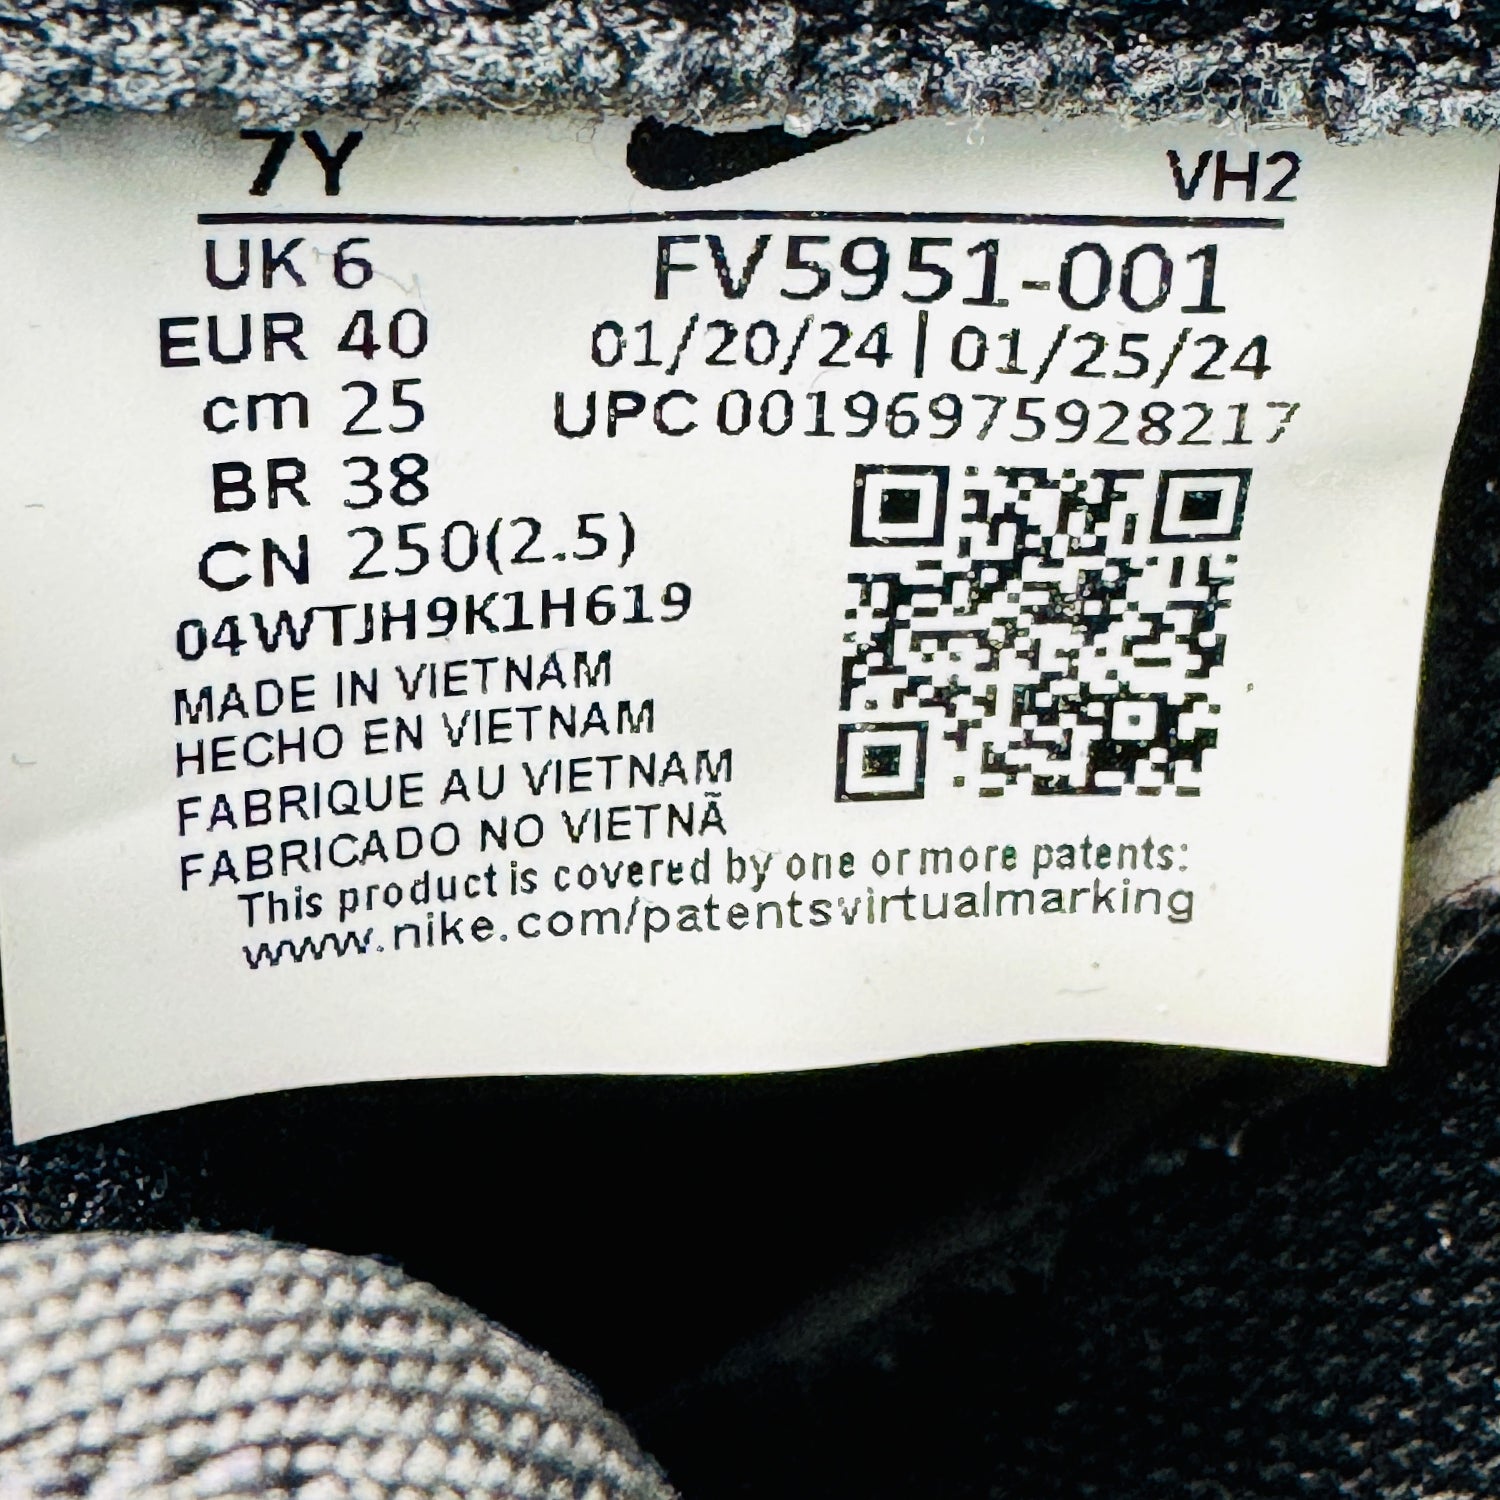 7Y VH2
UK 6 FV5951-001
EUR 40 01/20/24 | 01/25/24
cm 25 UPC 00196975928217
BR 38
CN 250(2.5)
04WTJH9K1H619
MADE IN VIETNAM
HECHO EN VIETNAM
FABRIQUE AU VIETNAM
FABRICADO NO VIETNÃ
This product is covered by one or more patents:
www.nike.com/patentsvirtualmarking